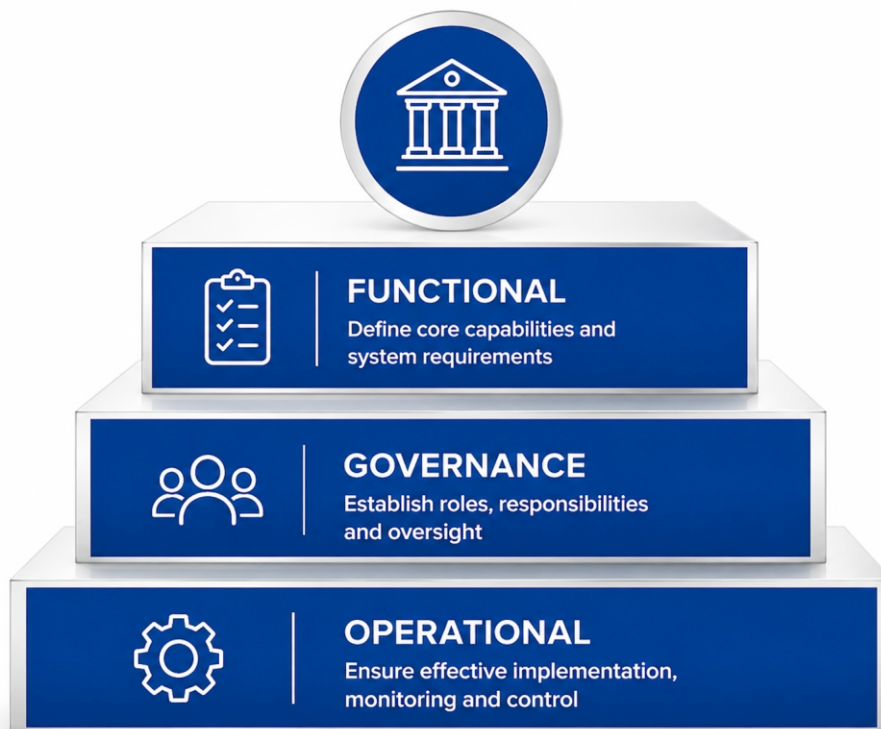 FUNCTIONAL
Define core capabilities and
system requirements
GOVERNANCE
Establish roles, responsibilities
and oversight
OPERATIONAL
Ensure effective implementation,
monitoring and control